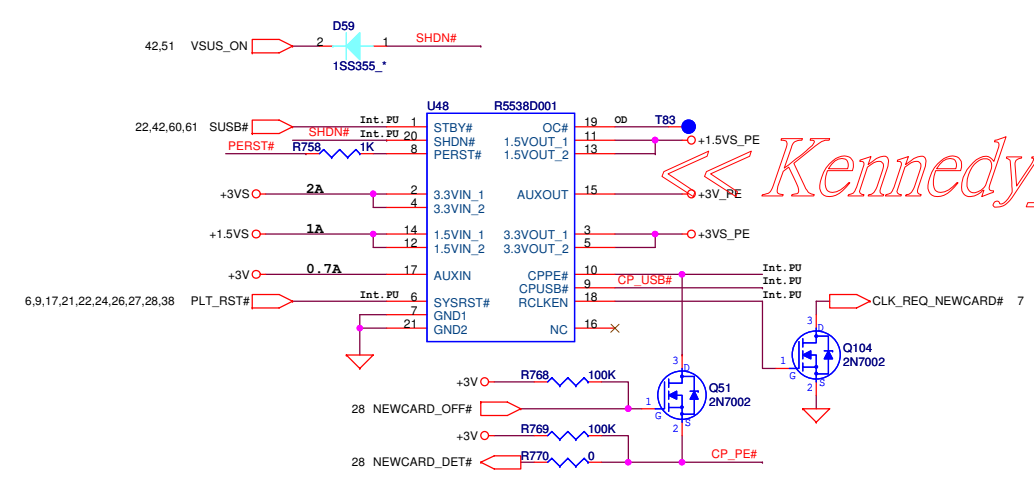 D59
42,51 VSUS_ON 2 1 SHDN#
1SS355_*
U48 R5538D001
22,42,60,61 SUSB# Int.PU 1 STBY# OC# 19 OD T83
SHDN# Int.PU 20 SHDN# 1.5VOUT_1 11 +1.5VS_PE
PERST# R758 1K 8 PERST# 1.5VOUT_2 13
<< Kennedy
+3VS 2A 2 3.3VIN_1 AUXOUT 15 +3V_PE
4 3.3VIN_2
+1.5VS 1A 14 1.5VIN_1 3.3VOUT_1 3 +3VS_PE
12 1.5VIN_2 3.3VOUT_2 5
+3V 0.7A 17 AUXIN CPPE# 10 Int.PU
CPUSB# 9 CP_USB# Int.PU
6,9,17,21,22,24,26,27,28,38 PLT_RST# Int.PU 6 SYSRST# RCLKEN 18 Int.PU
CLK_REQ_NEWCARD# 7
7 GND1
21 GND2 NC 16
3 D
Q104
2N7002
1 G
S 2
+3V R768 100K
3 D
Q51
2N7002
28 NEWCARD_OFF# 1 G
S 2
+3V R769 100K
28 NEWCARD_DET# R770 0 CP_PE#